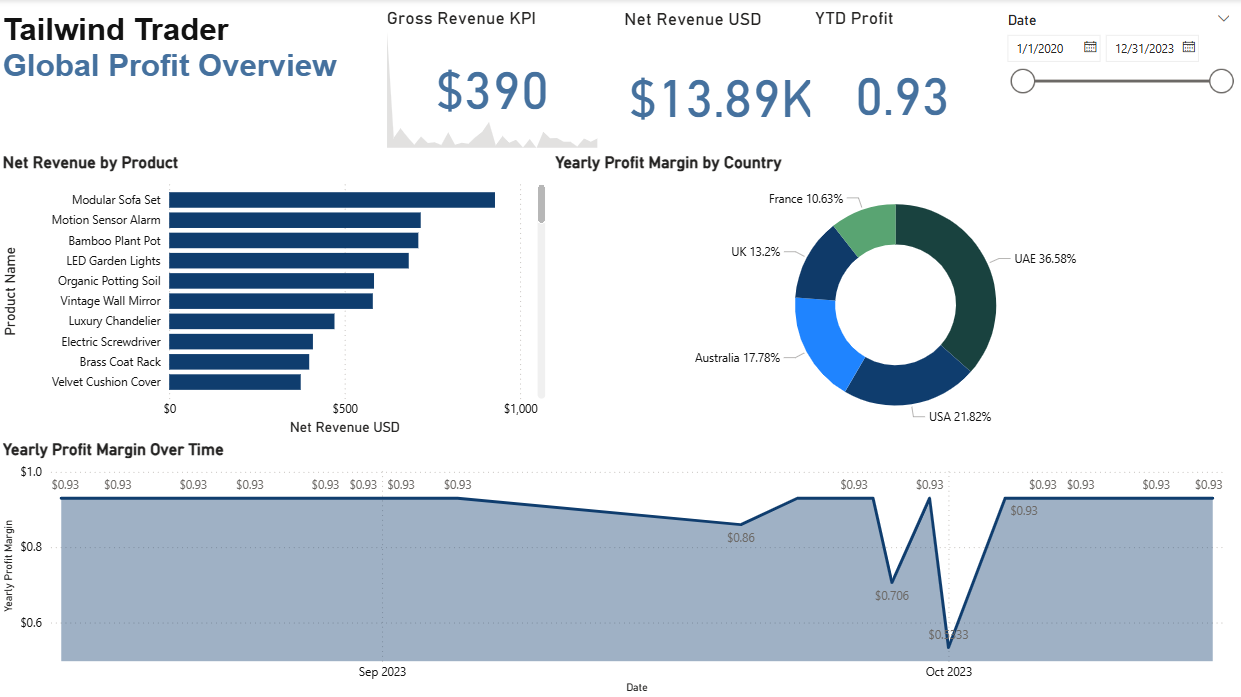 Tailwind Trader
Global Profit Overview
Gross Revenue KPI
$390
Net Revenue USD
$13.89K
YTD Profit
0.93
Date
1/1/2020
12/31/2023
Net Revenue by Product
Product Name
Modular Sofa Set
Motion Sensor Alarm
Bamboo Plant Pot
LED Garden Lights
Organic Potting Soil
Vintage Wall Mirror
Luxury Chandelier
Electric Screwdriver
Brass Coat Rack
Velvet Cushion Cover
$0 $500 $1,000
Net Revenue USD
Yearly Profit Margin by Country
France 10.63%
UK 13.2%
UAE 36.58%
Australia 17.78%
USA 21.82%
Yearly Profit Margin Over Time
Yearly Profit Margin
$1.0
$0.8
$0.6
$0.93 $0.93 $0.93 $0.93 $0.93 $0.93 $0.93 $0.93 $0.93 $0.93 $0.93 $0.93 $0.93 $0.93
$0.93
$0.86
$0.706
Sep 2023 Oct 2023
Date